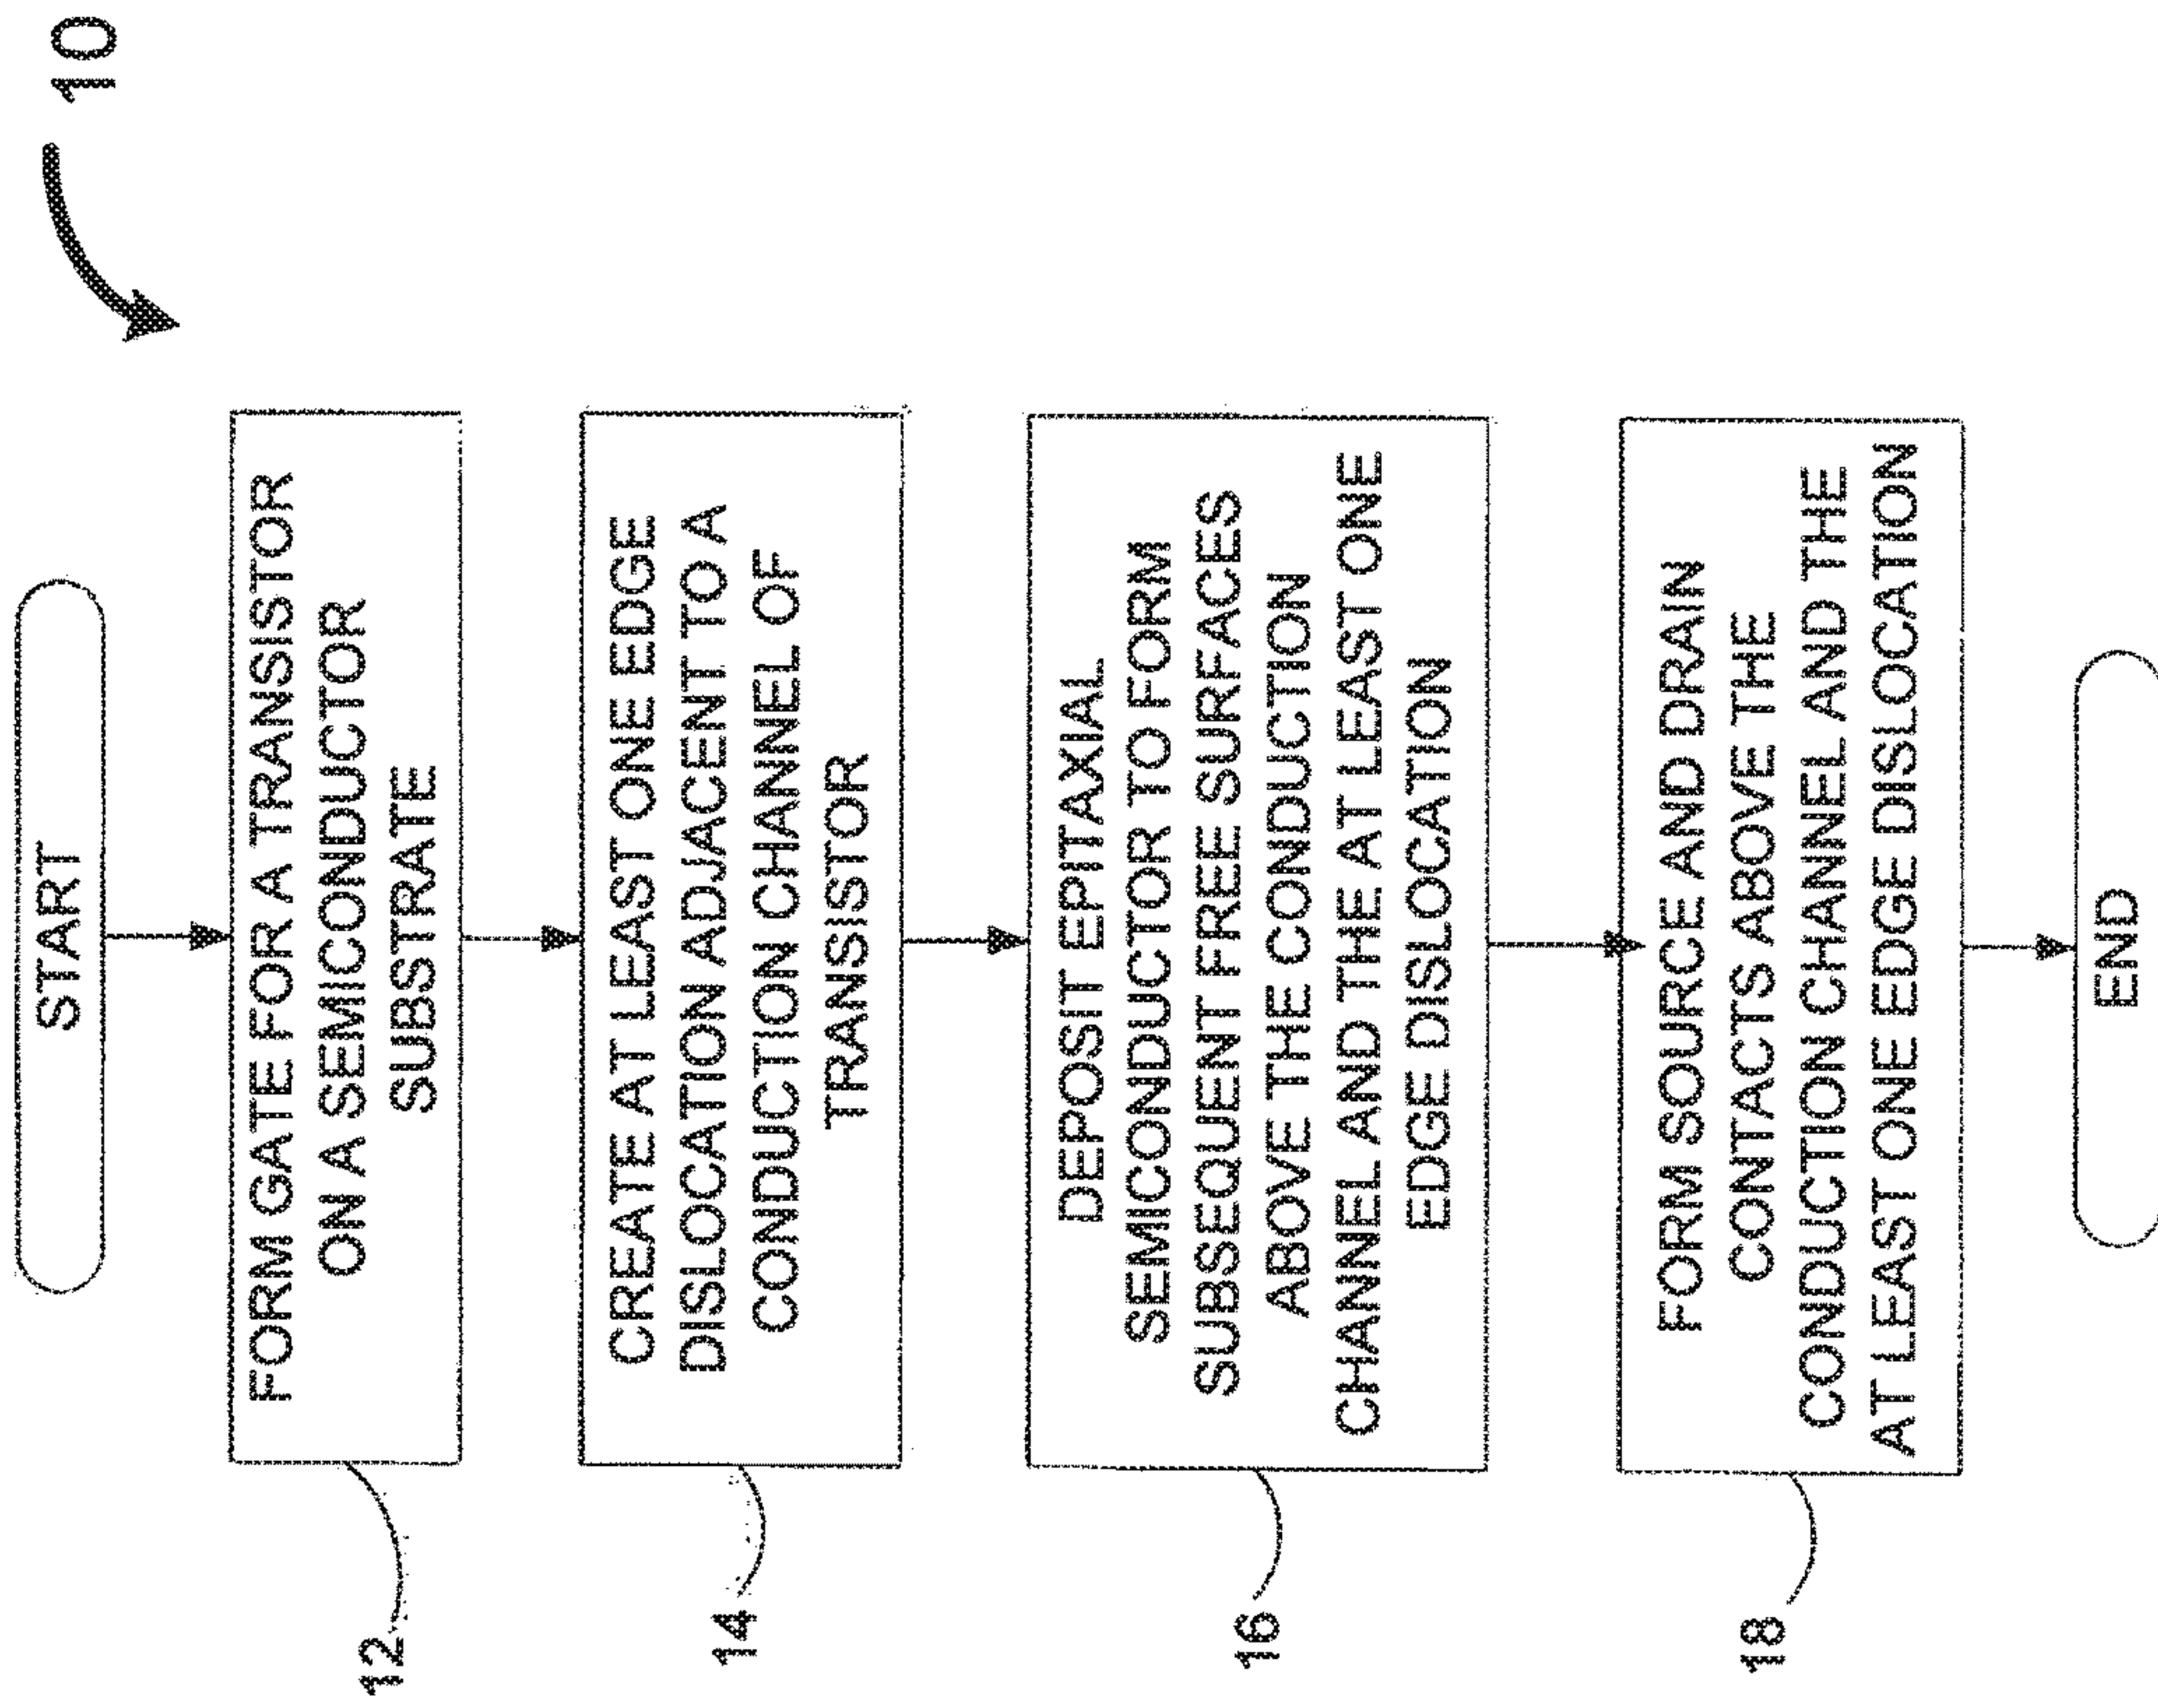 10
START
FORM GATE FOR A TRANSISTOR
ON A SEMICONDUCTOR
SUBSTRATE
12
CREATE AT LEAST ONE EDGE
DISLOCATION ADJACENT TO A
CONDUCTION CHANNEL OF
TRANSISTOR
14
DEPOSIT EPITAXIAL
SEMICONDUCTOR TO FORM
SUBSEQUENT FREE SURFACES
ABOVE THE CONDUCTION
CHANNEL AND THE AT LEAST ONE
EDGE DISLOCATION
16
FORM SOURCE AND DRAIN
CONTACTS ABOVE THE
CONDUCTION CHANNEL AND THE
AT LEAST ONE EDGE DISLOCATION
18
END